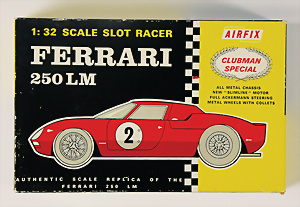 1:32 SCALE SLOT RACER
FERRARI
250 LM
AIRFIX
CLUBMAN
SPECIAL
ALL METAL CHASSIS
NEW "SLIMLINE" MOTOR
FULL ACKERMANN STEERING
METAL WHEELS WITH COLLETS
2
AUTHENTIC SCALE REPLICA OF THE
FERRARI 250 LM